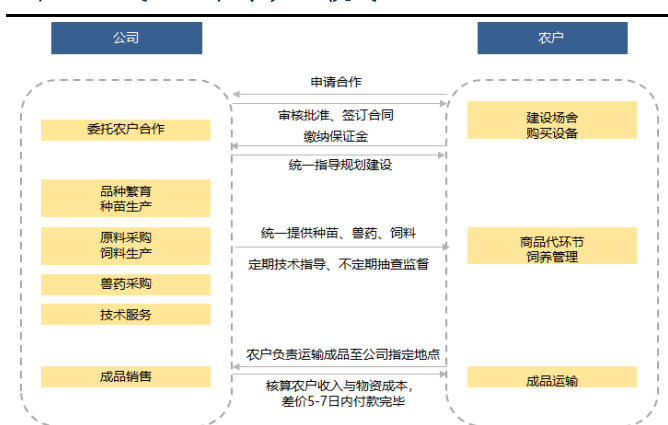 公司
农户
申请合作
审核批准、签订合同
缴纳保证金
统一指导规划建设
委托农户合作
建设场舍
购买设备
品种繁育
种苗生产
原料采购
饲料生产
兽药采购
技术服务
统一提供种苗、兽药、饲料
定期技术指导、不定期抽查监督
商品代环节
饲养管理
农户负责运输成品至公司指定地点
成品销售
核算农户收入与物资成本，
差价5-7日内付款完毕
成品运输